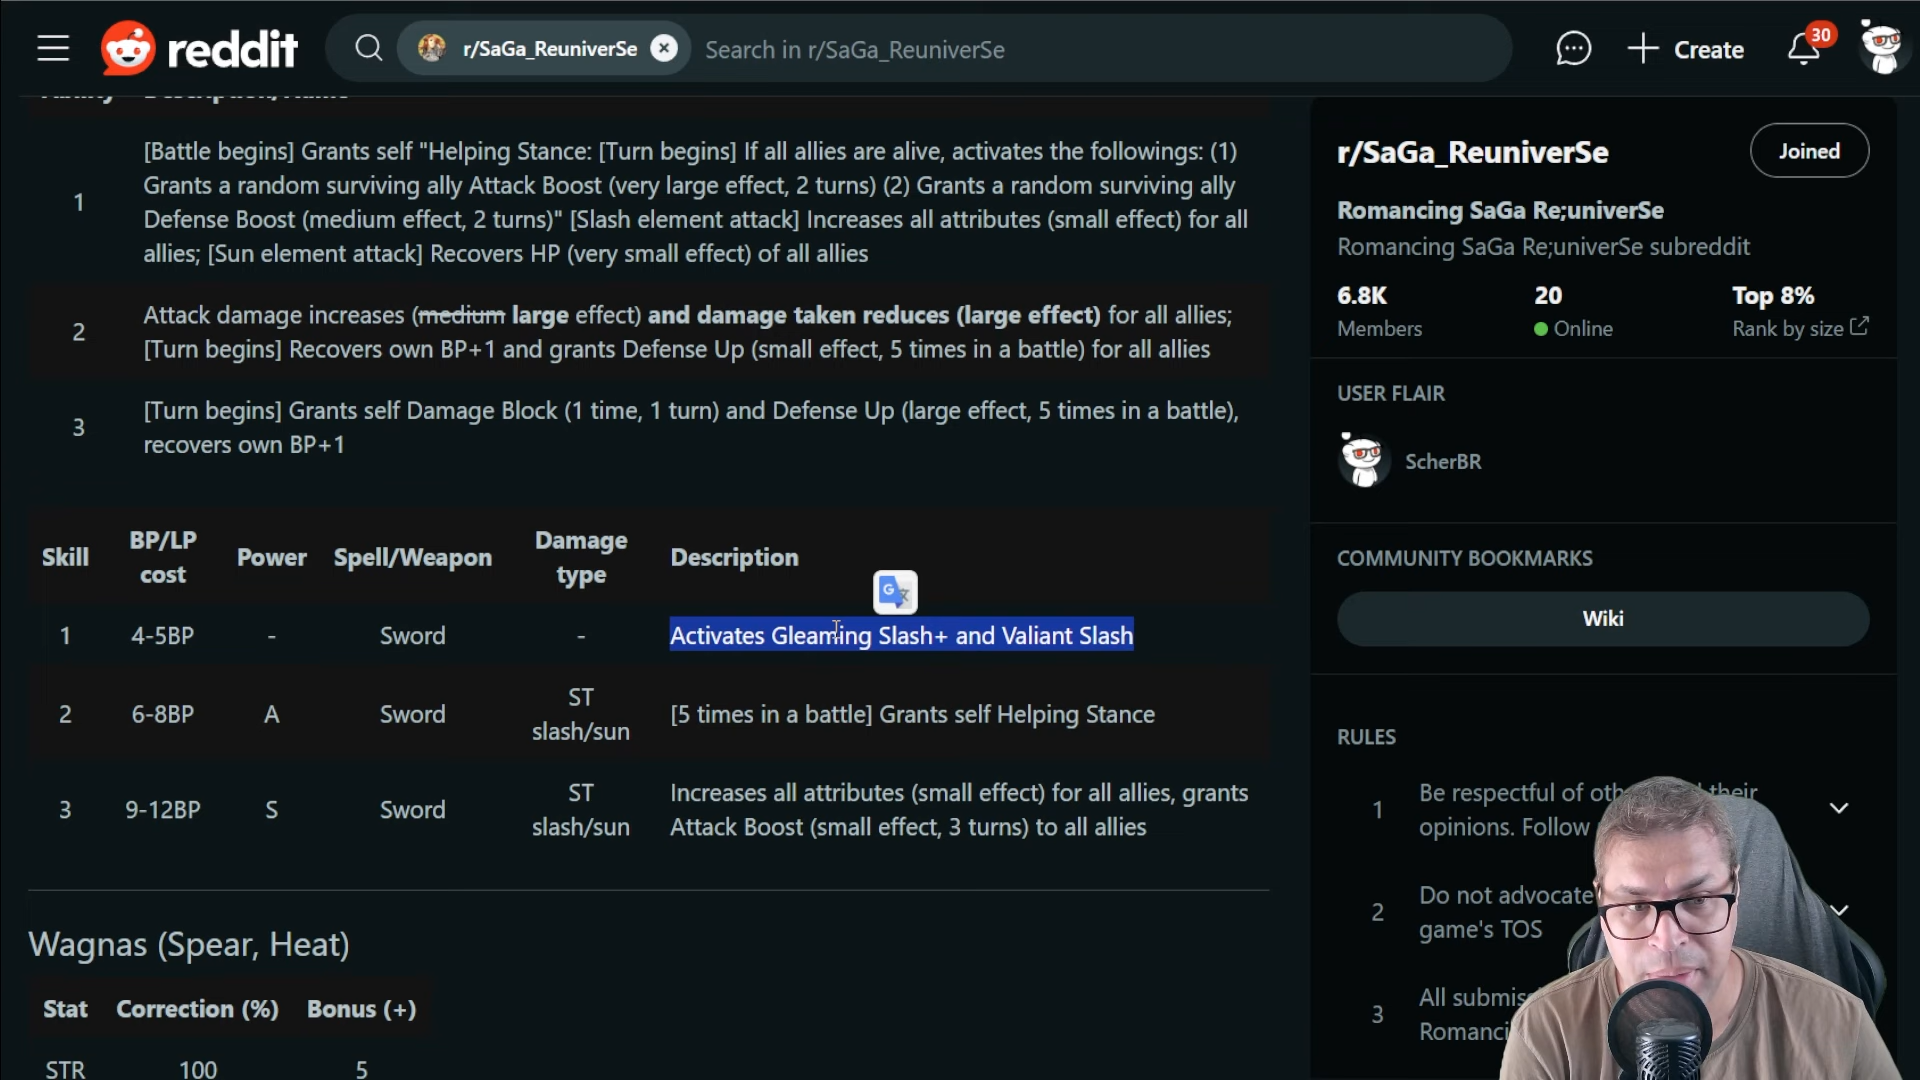 reddit
r/SaGa_ReuniverSe
Search in r/SaGa_ReuniverSe
Create
30
1
[Battle begins] Grants self "Helping Stance: [Turn begins] If all allies are alive, activates the followings: (1)
Grants a random surviving ally Attack Boost (very large effect, 2 turns) (2) Grants a random surviving ally
Defense Boost (medium effect, 2 turns)" [Slash element attack] Increases all attributes (small effect) for all
allies; [Sun element attack] Recovers HP (very small effect) of all allies
2
Attack damage increases (medium large effect) and damage taken reduces (large effect) for all allies;
[Turn begins] Recovers own BP+1 and grants Defense Up (small effect, 5 times in a battle) for all allies
3
[Turn begins] Grants self Damage Block (1 time, 1 turn) and Defense Up (large effect, 5 times in a battle),
recovers own BP+1
Skill
BP/LP
cost
Power
Spell/Weapon
Damage
type
Description
1
4-5BP
-
Sword
-
Activates Gleaming Slash+ and Valiant Slash
2
6-8BP
A
Sword
ST
slash/sun
[5 times in a battle] Grants self Helping Stance
3
9-12BP
S
Sword
ST
slash/sun
Increases all attributes (small effect) for all allies, grants
Attack Boost (small effect, 3 turns) to all allies
Wagnas (Spear, Heat)
Stat Correction (%) Bonus (+)
STR 100 5
r/SaGa_ReuniverSe
Joined
Romancing SaGa Re;univerSe
Romancing SaGa Re;univerSe subreddit
6.8K 20 Top 8%
Members Online Rank by size
USER FLAIR
ScherBR
COMMUNITY BOOKMARKS
Wiki
RULES
1
Be respectful of
opinions. Follow
2
Do not advocate
game's TOS
3
All